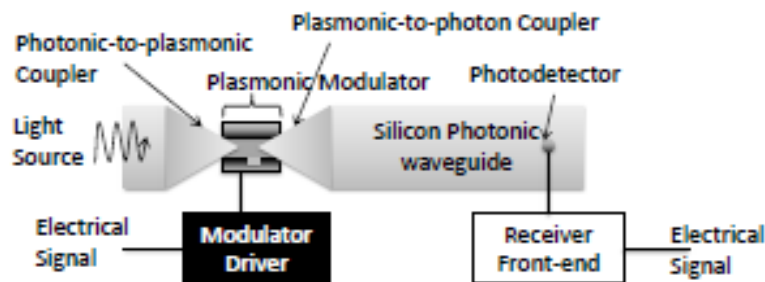 Plasmonic-to-photon Coupler
Photonic-to-plasmonic
Coupler
Plasmonic Modulator
Photodetector
Light
Source
Silicon Photonic
waveguide
Electrical
Signal
Modulator
Driver
Receiver
Front-end
Electrical
Signal